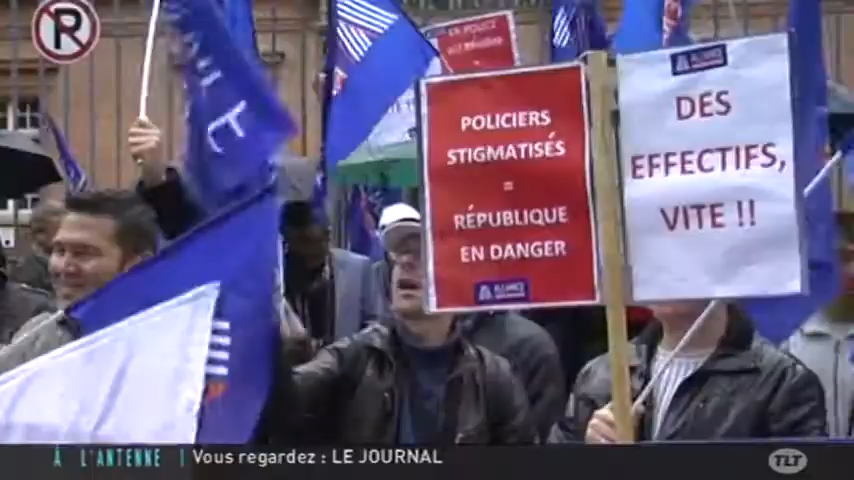 POLICIERS
STIGMATISÉS
=
RÉPUBLIQUE
EN DANGER
ALLIANCE
DES
EFFECTIFS,
VITE !!
ALLIANCE
À L'ANTENNE | Vous regardez : LE JOURNAL
TLT